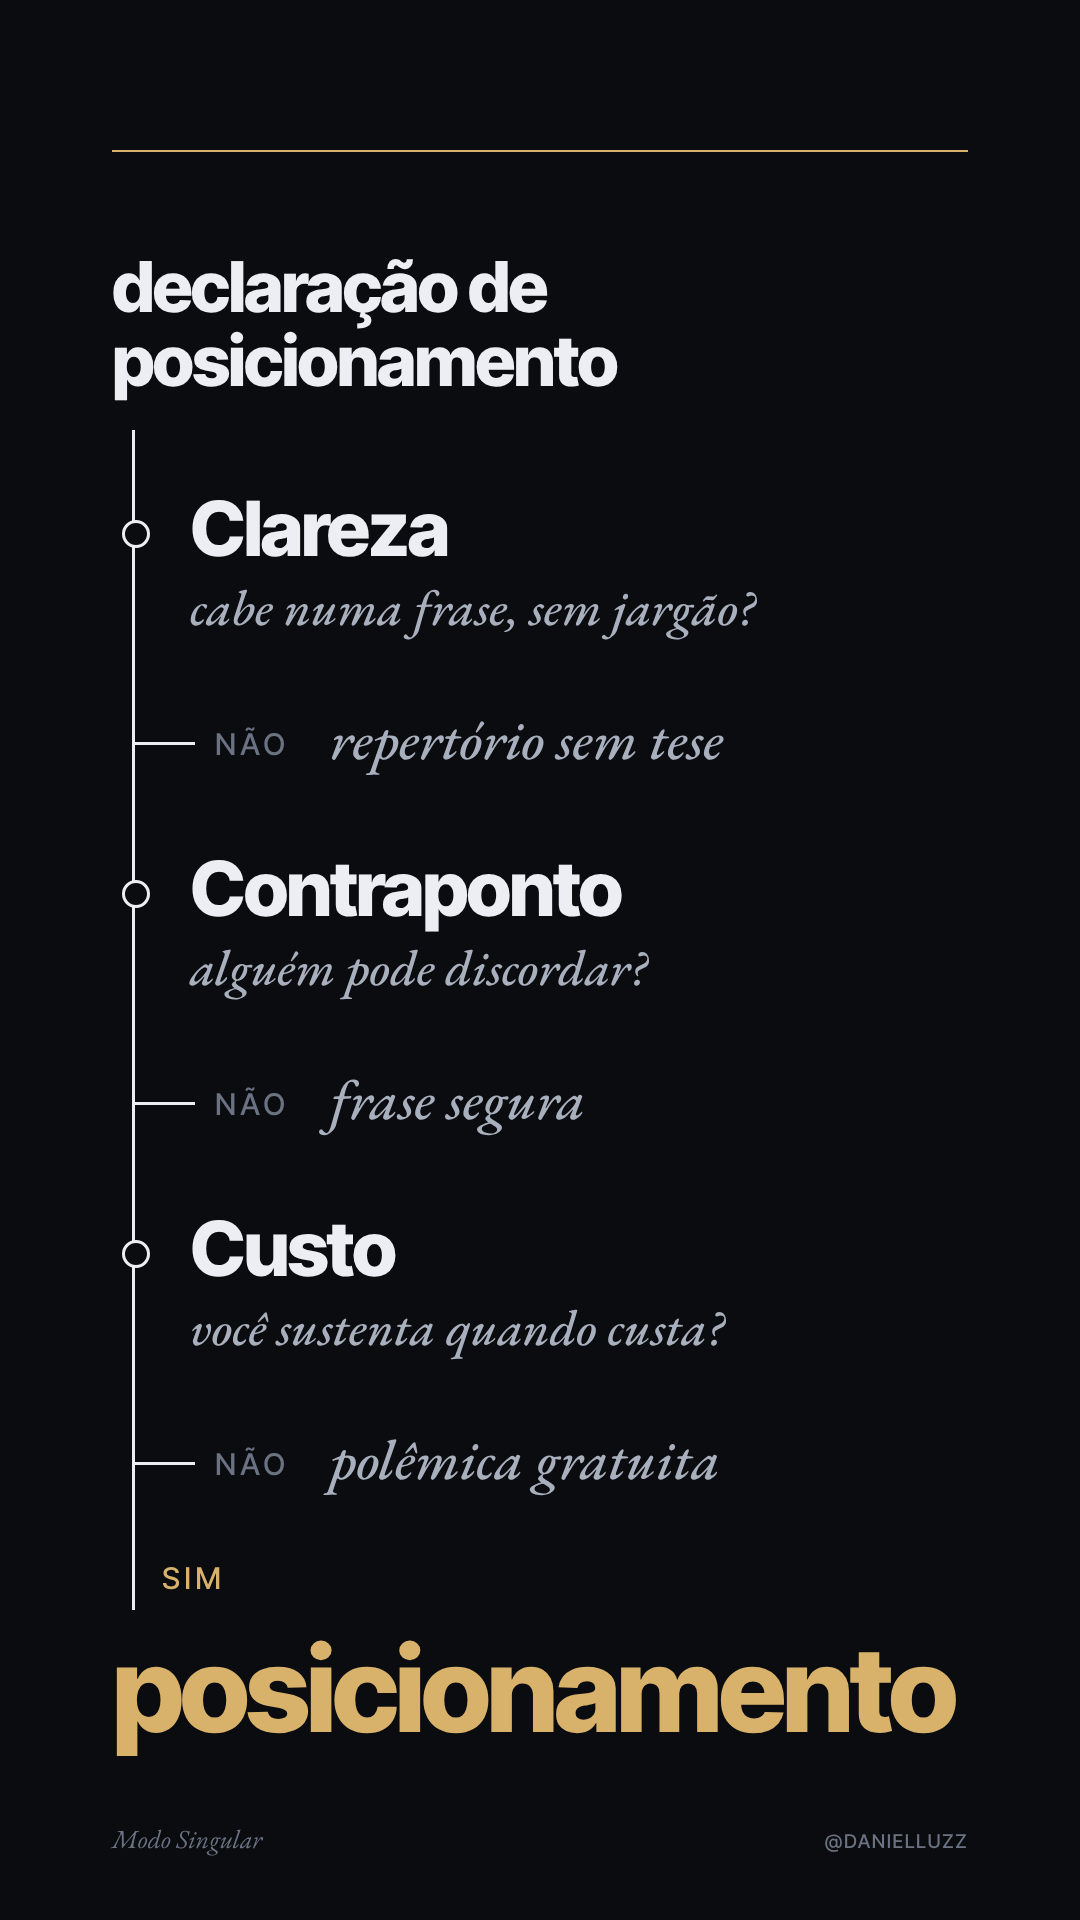 declaração de
posicionamento
Clareza
cabe numa frase, sem jargão?
NÃO repertório sem tese
Contraponto
alguém pode discordar?
NÃO frase segura
Custo
você sustenta quando custa?
NÃO polêmica gratuita
SIM
posicionamento
Modo Singular
@DANIELLUZZ